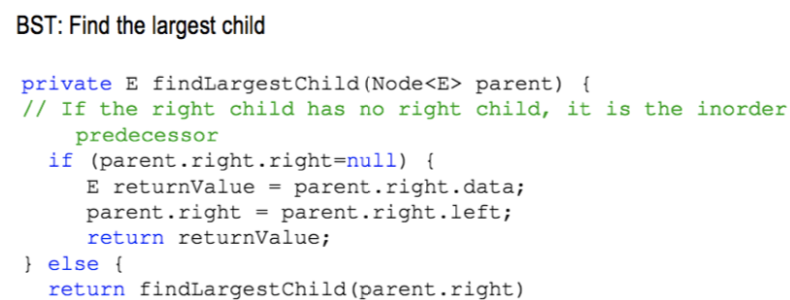 BST: Find the largest child
private E findLargestChild(Node<E> parent) {
// If the right child has no right child, it is the inorder
predecessor
if (parent.right.right=null) {
E returnValue = parent.right.data;
parent.right = parent.right.left;
return returnValue;
} else {
return findLargestChild(parent.right)